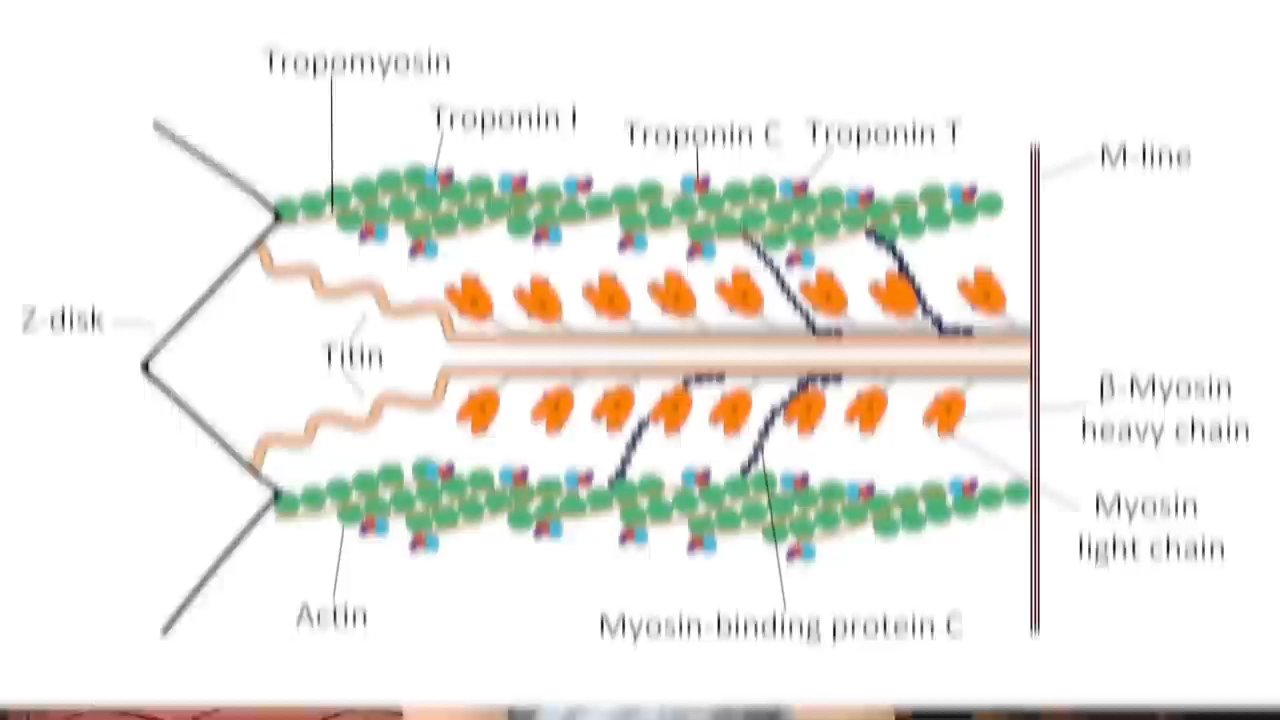 Tropomyosin
Troponin I
Troponin C
Troponin T
M-line
Z-disk
Titin
β-Myosin
heavy chain
Myosin
light chain
Actin
Myosin-binding protein C